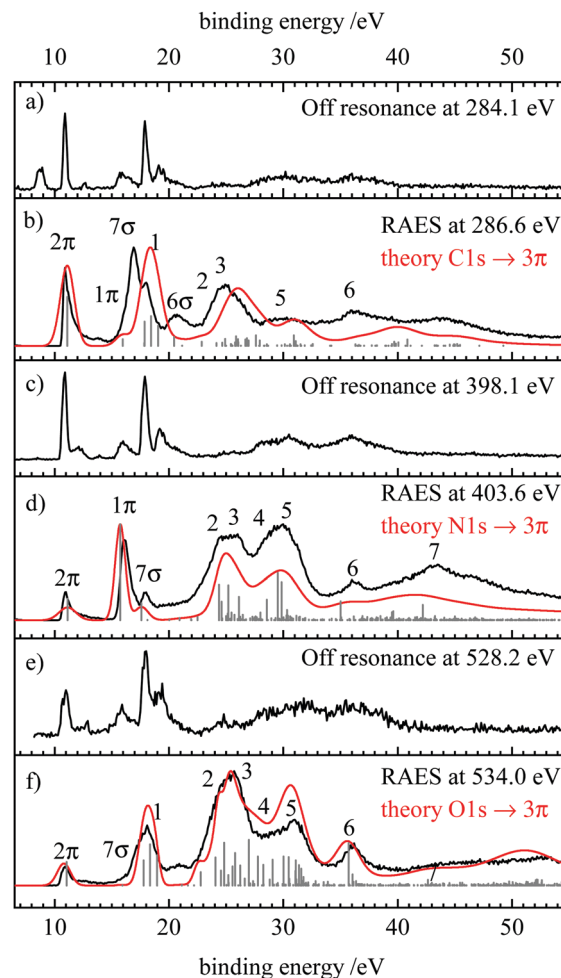 binding energy /eV
10 20 30 40 50
a) Off resonance at 284.1 eV
b) RAES at 286.6 eV
7σ
2π 1 theory C1s → 3π
3
2
1π 6σ 5 6
c) Off resonance at 398.1 eV
d) RAES at 403.6 eV
1π 5
2 3 4 theory N1s → 3π
7
2π 7σ 6
e) Off resonance at 528.2 eV
f) RAES at 534.0 eV
3
2 theory O1s → 3π
1 4 5
6
2π 7σ
7
10 20 30 40 50
binding energy /eV